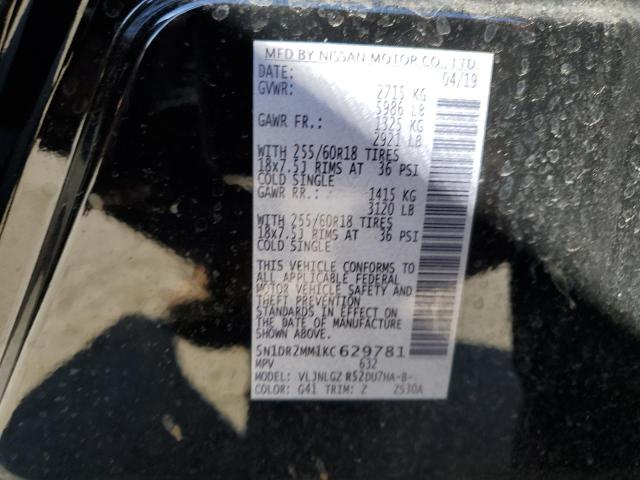 MFD BY NISSAN MOTOR CO., LTD.
DATE: 04/19
GVWR: 2715 KG
5986 LB
GAWR FR.: 1325 KG
2921 LB
WITH 255/60R18 TIRES
18x7.5J RIMS AT 36 PSI
COLD SINGLE
GAWR RR.: 1415 KG
3120 LB
WITH 255/60R18 TIRES
18x7.5J RIMS AT 36 PSI
COLD SINGLE
THIS VEHICLE CONFORMS TO
ALL APPLICABLE FEDERAL
MOTOR VEHICLE SAFETY AND
THEFT PREVENTION
STANDARDS IN EFFECT ON
THE DATE OF MANUFACTURE
SHOWN ABOVE.
5N1DR2MM1KC629781
MPV 632
MODEL: VLJNLGZ R52DU7HA-B-
COLOR: G41 TRIM: Z ZS30A